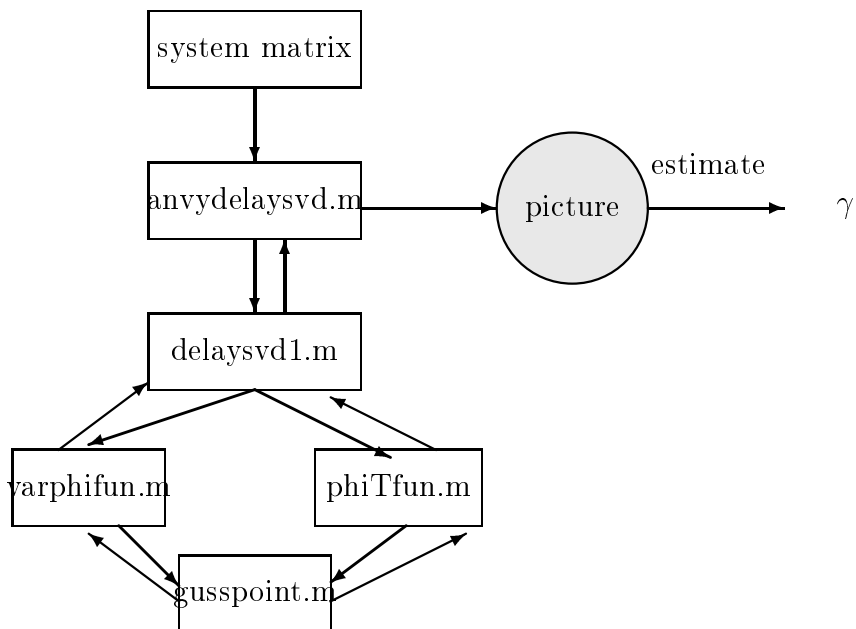 system matrix
estimate
anvydelaysvd.m
picture
γ
delaysvd1.m
varphifun.m
phiTfun.m
gusspoint.m